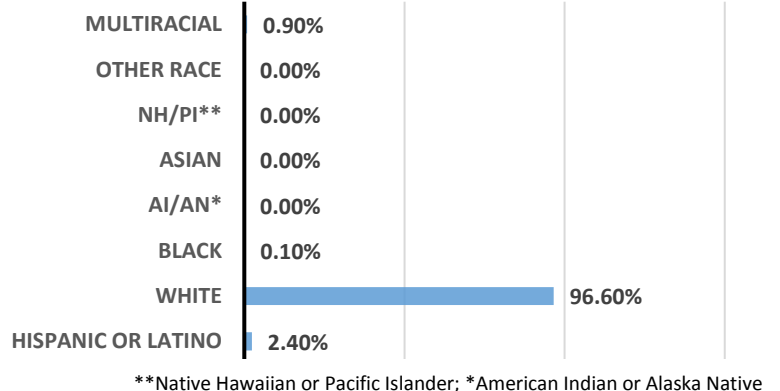 MULTIRACIAL 0.90%
OTHER RACE 0.00%
NH/PI** 0.00%
ASIAN 0.00%
AI/AN* 0.00%
BLACK 0.10%
WHITE 96.60%
HISPANIC OR LATINO 2.40%
**Native Hawaiian or Pacific Islander; *American Indian or Alaska Native